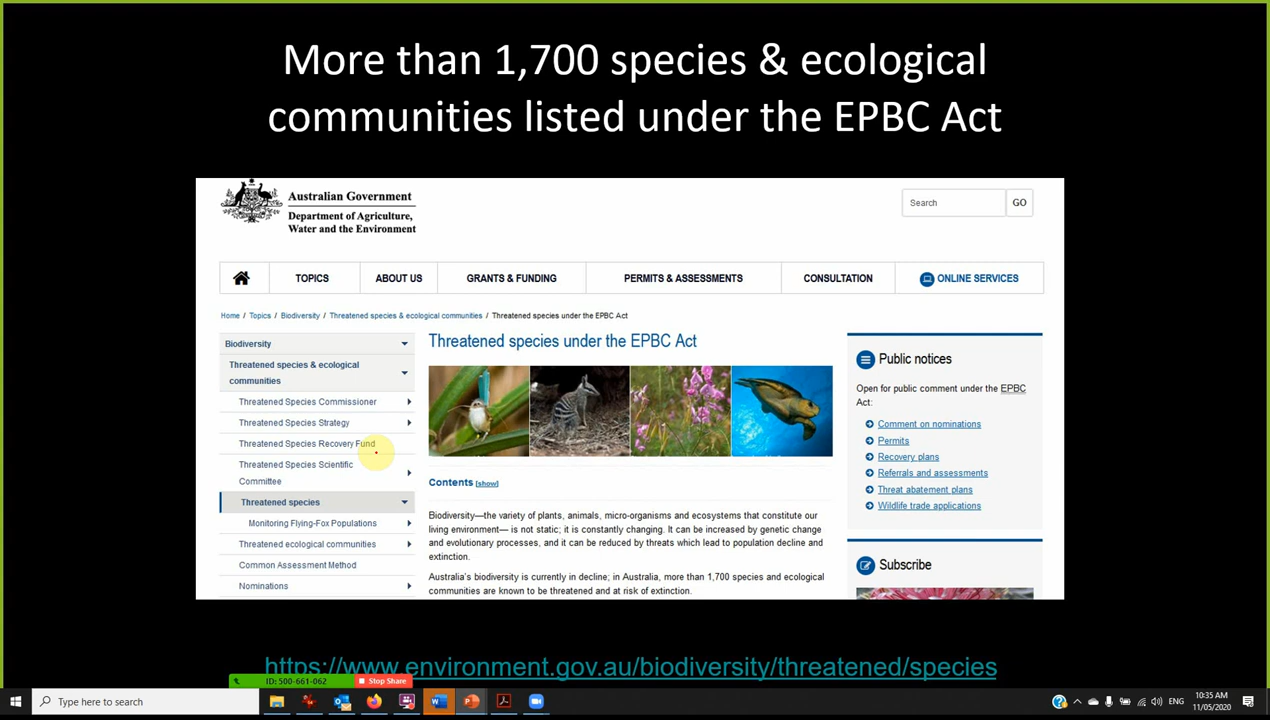 More than 1,700 species & ecological
communities listed under the EPBC Act
Australian Government
Department of Agriculture,
Water and the Environment
Search
GO
TOPICS
ABOUT US
GRANTS & FUNDING
PERMITS & ASSESSMENTS
CONSULTATION
ONLINE SERVICES
Home / Topics / Biodiversity / Threatened species & ecological communities / Threatened species under the EPBC Act
Biodiversity
Threatened species & ecological
communities
Threatened Species Commissioner
Threatened Species Strategy
Threatened Species Recovery Fund
Threatened Species Scientific
Committee
Threatened species
Monitoring Flying-Fox Populations
Threatened ecological communities
Common Assessment Method
Nominations
Threatened species under the EPBC Act
Contents [show]
Biodiversity—the variety of plants, animals, micro-organisms and ecosystems that constitute our
living environment— is not static; it is constantly changing. It can be increased by genetic change
and evolutionary processes, and it can be reduced by threats which lead to population decline and
extinction.
Australia's biodiversity is currently in decline; in Australia, more than 1,700 species and ecological
communities are known to be threatened and at risk of extinction.
Public notices
Open for public comment under the EPBC
Act:
Comment on nominations
Permits
Recovery plans
Referrals and assessments
Threat abatement plans
Wildlife trade applications
Subscribe
https://www.environment.gov.au/biodiversity/threatened/species
ID: 500-661-062
Stop Share
Type here to search
ENG
10:35 AM
11/05/2020